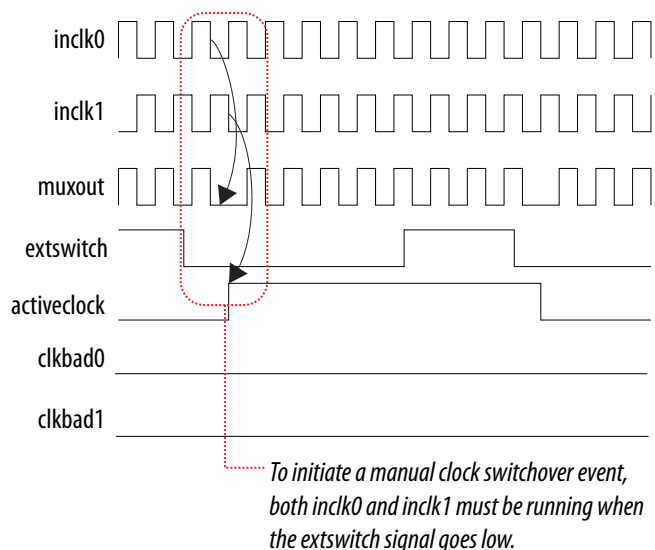 inclk0
inclk1
muxout
extswitch
activeclock
clkbad0
clkbad1
To initiate a manual clock switchover event,
both inclk0 and inclk1 must be running when
the extswitch signal goes low.